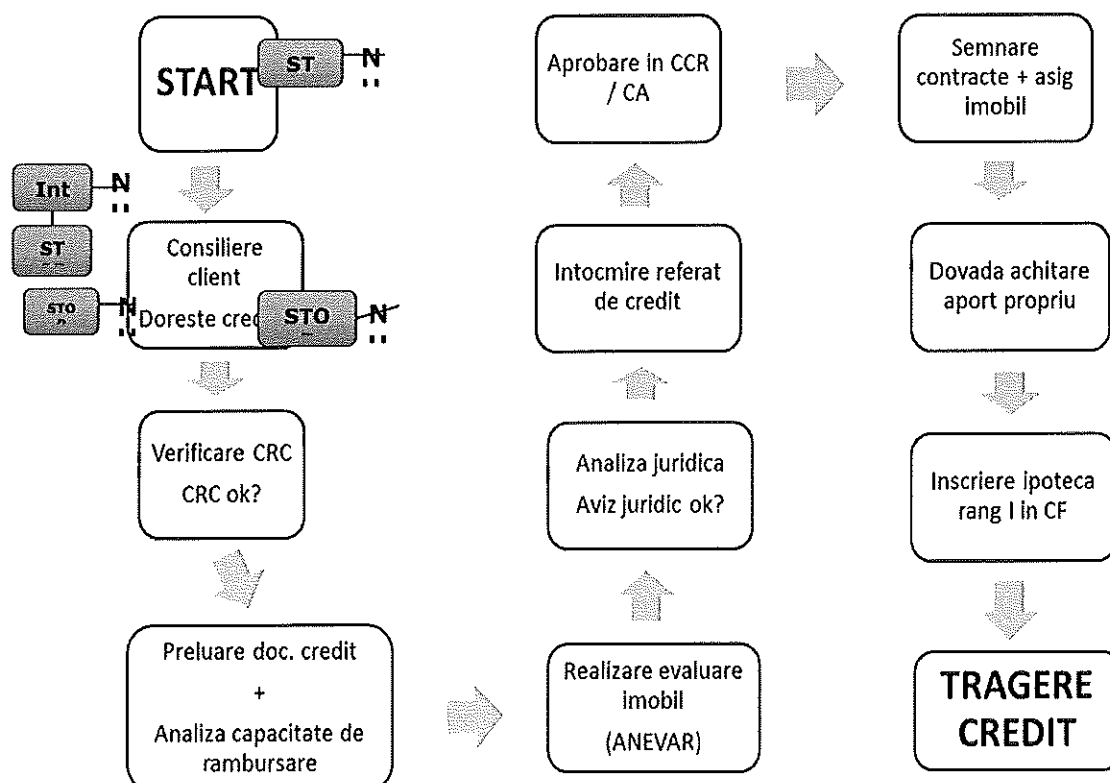 START
ST
N
Int
N
ST
STO
N
Consiliere
client
Doreste
STO
N
Verificare CRC
CRC ok?
Preluare doc. credit
+
Analiza capacitate de
rambursare
Realizare evaluare
imobil
(ANEVAR)
Analiza juridica
Aviz juridic ok?
Intocmire referat
de credit
Aprobare in CCR
/ CA
Semnare
contracte + asig
imobil
Dovada achitare
aport propriu
Inscriere ipoteca
rang I in CF
TRAGERE
CREDIT